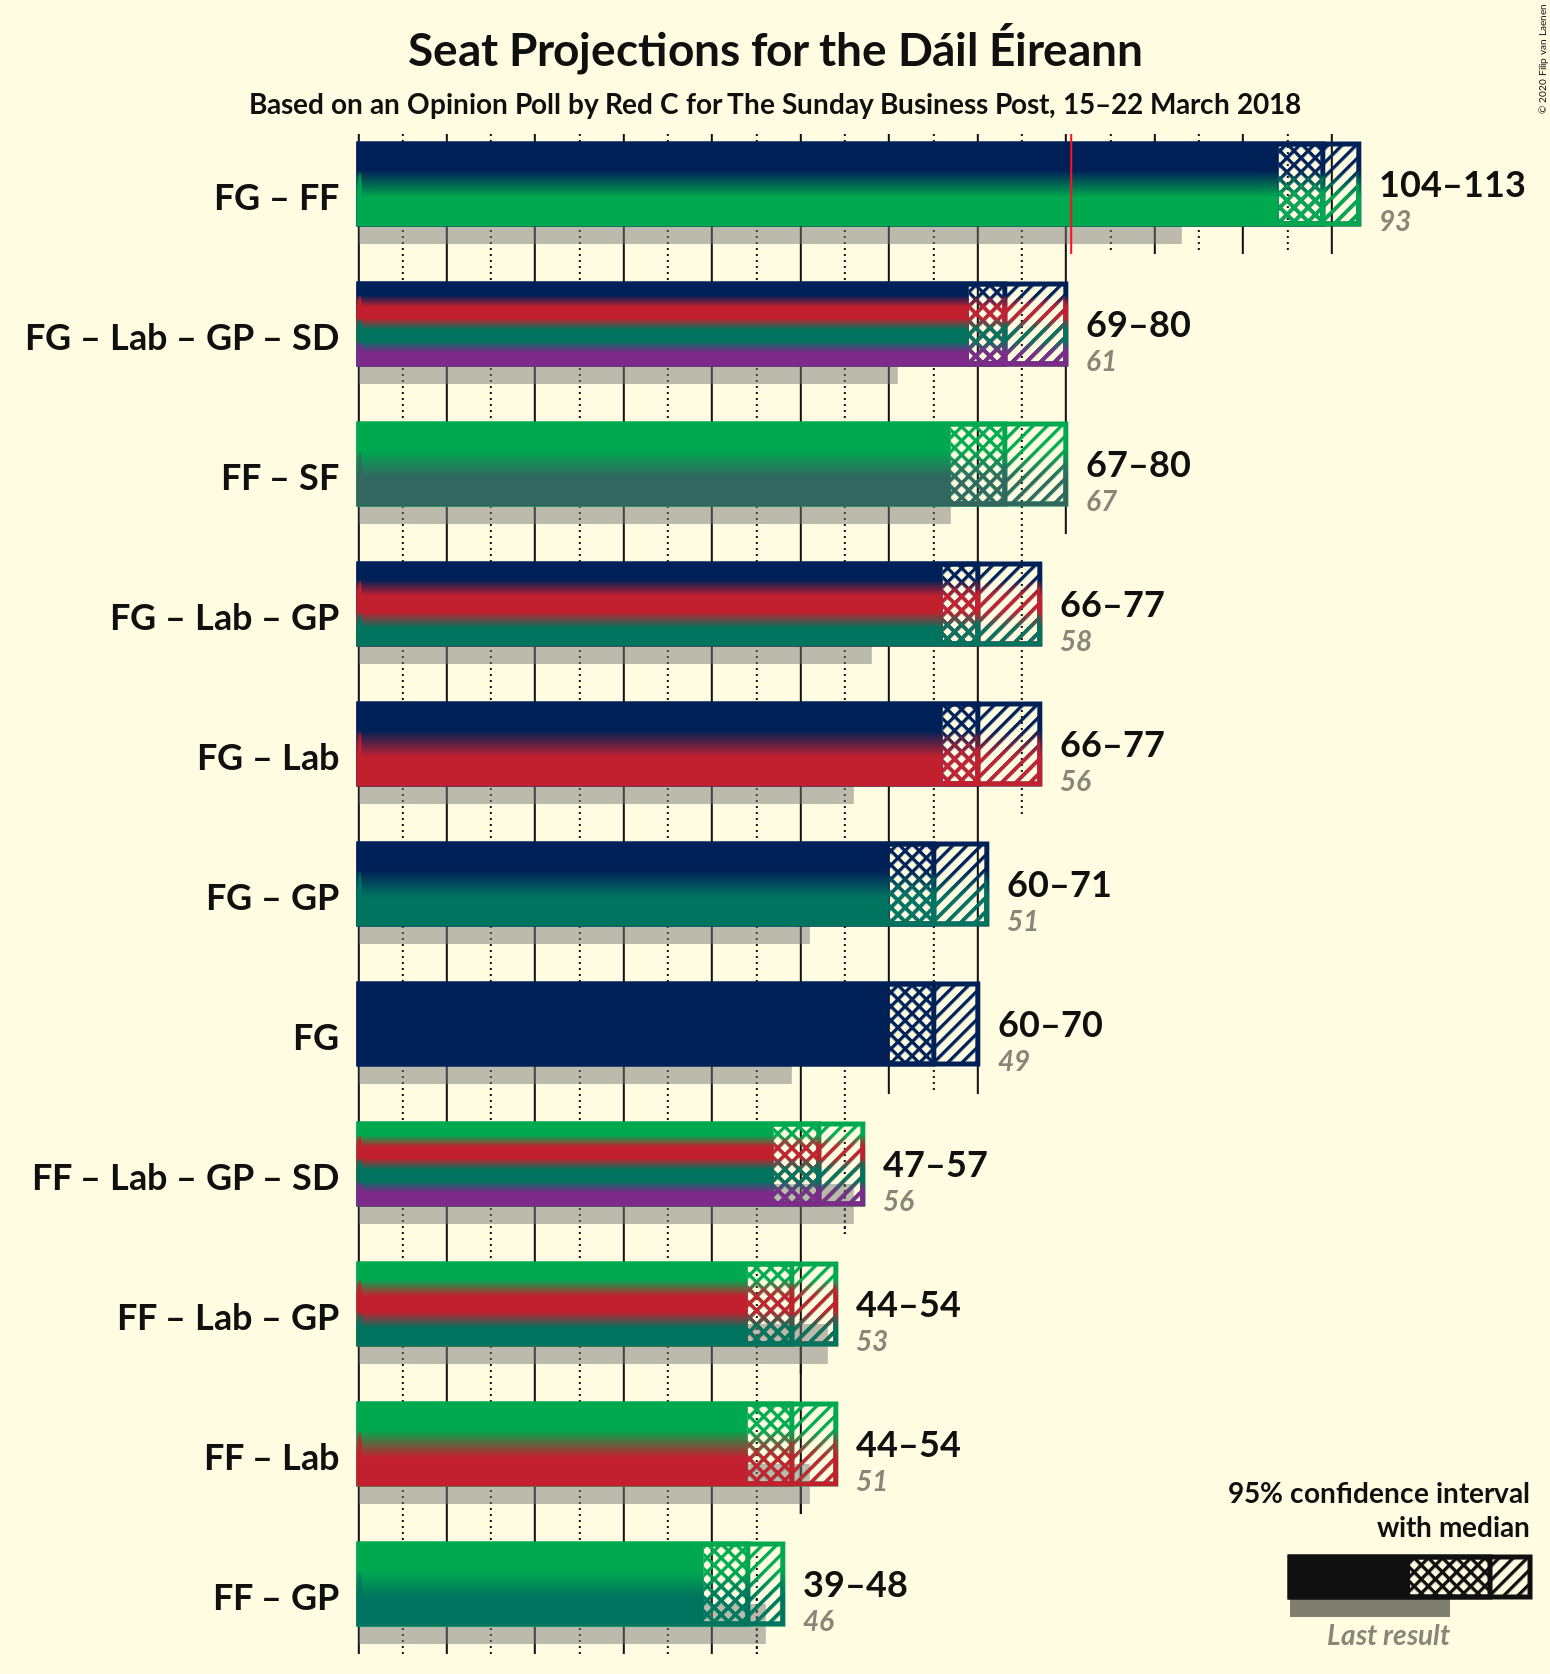 Seat Projections for the Dáil Éireann
Based on an Opinion Poll by Red C for The Sunday Business Post, 15–22 March 2018
© 2020 Filip van Laenen
FG – FF
104–113
93
FG – Lab – GP – SD
69–80
61
FF – SF
67–80
67
FG – Lab – GP
66–77
58
FG – Lab
66–77
56
FG – GP
60–71
51
FG
60–70
49
FF – Lab – GP – SD
47–57
56
FF – Lab – GP
44–54
53
FF – Lab
44–54
51
FF – GP
39–48
46
95% confidence interval
with median
Last result